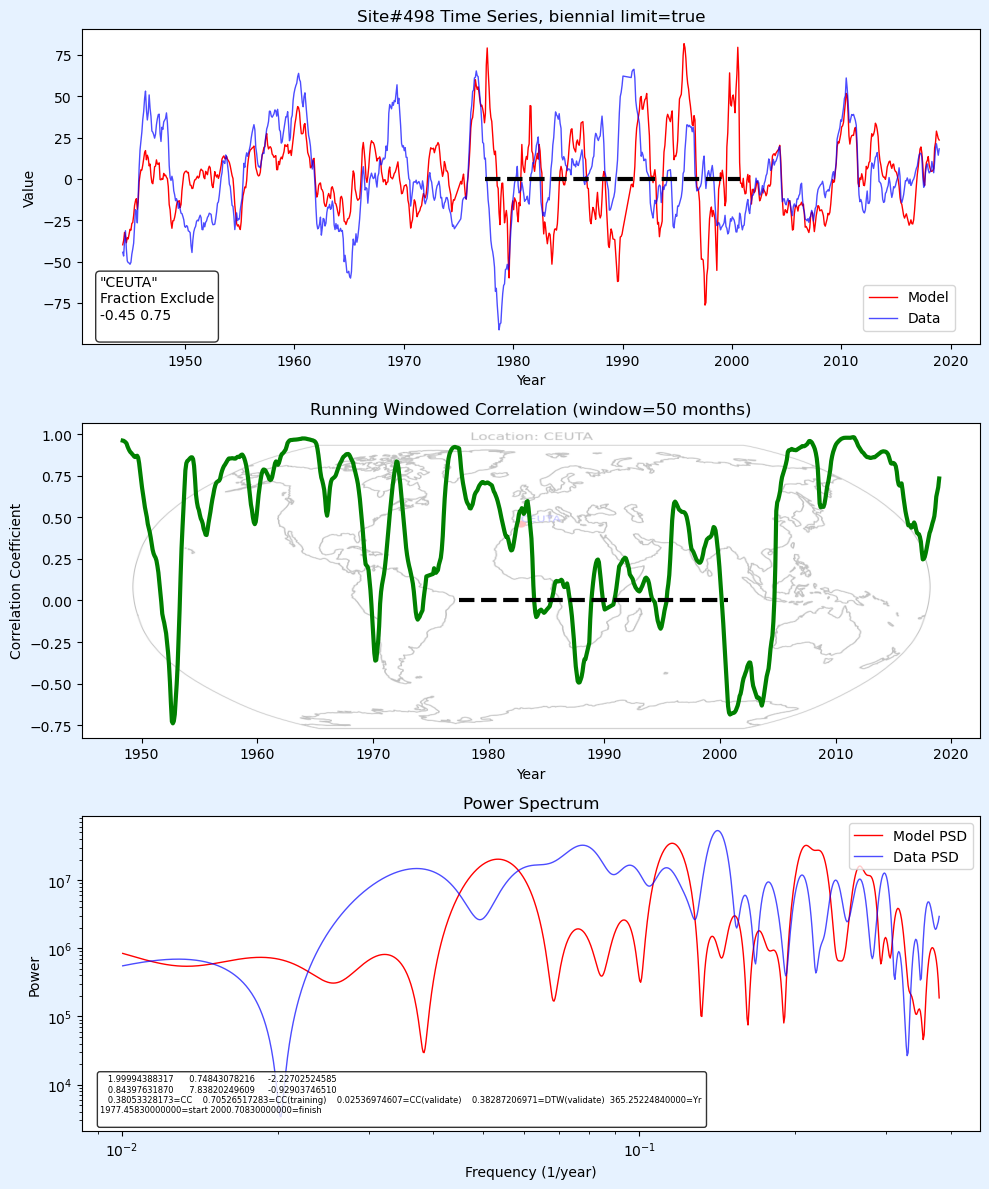 Site#498 Time Series, biennial limit=true
Value
75
50
25
0
−25
−50
−75
"CEUTA"
Fraction Exclude
-0.45 0.75
Model
Data
1950 1960 1970 1980 1990 2000 2010 2020
Year
Running Windowed Correlation (window=50 months)
Location: CEUTA
Correlation Coefficient
1.00
0.75
0.50
0.25
0.00
−0.25
−0.50
−0.75
1950 1960 1970 1980 1990 2000 2010 2020
Year
Power Spectrum
Model PSD
Data PSD
Power
10^7
10^6
10^5
10^4
1.99994388317 0.74843078216 -2.22702524585
0.84397631870 7.83820249609 -0.92903746510
0.38053328173=CC 0.70526517283=CC(training) 0.02536974607=CC(validate) 0.38287206971=DTW(validate) 365.25224840000=Yr
1977.45830000000=start 2000.70830000000=finish
10^−2 10^−1
Frequency (1/year)